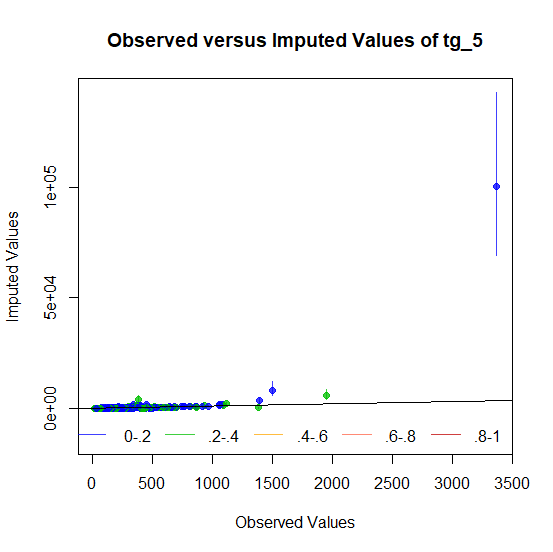 Observed versus Imputed Values of tg_5
Imputed Values
1e+05
5e+04
0e+00
0-.2 .2-.4 .4-.6 .6-.8 .8-1
0 500 1000 1500 2000 2500 3000 3500
Observed Values